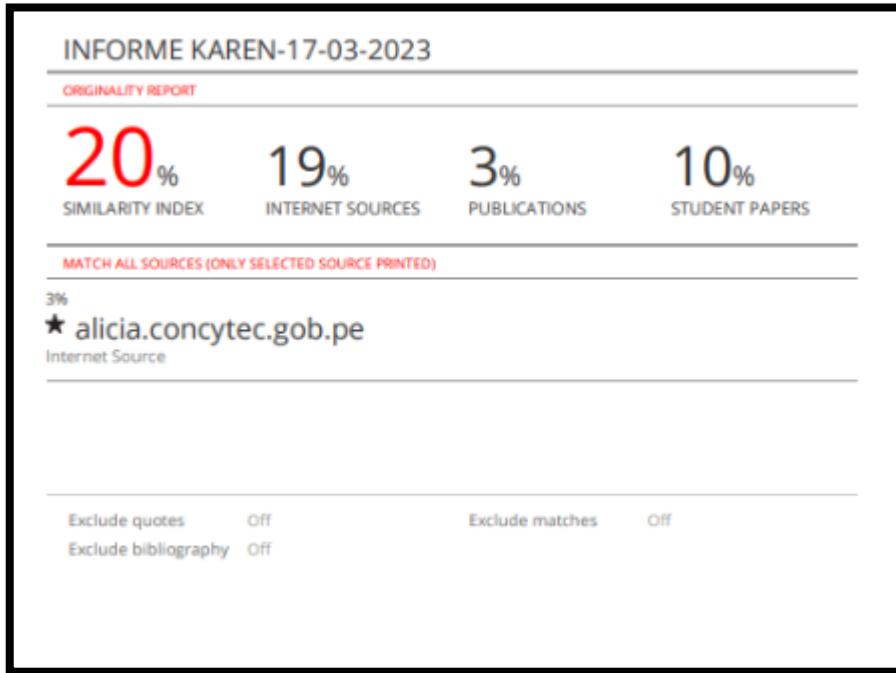 INFORME KAREN-17-03-2023
ORIGINALITY REPORT
20% 19% 3% 10%
SIMILARITY INDEX INTERNET SOURCES PUBLICATIONS STUDENT PAPERS
MATCH ALL SOURCES (ONLY SELECTED SOURCE PRINTED)
3%
★ alicia.concytec.gob.pe
Internet Source
Exclude quotes Off Exclude matches Off
Exclude bibliography Off